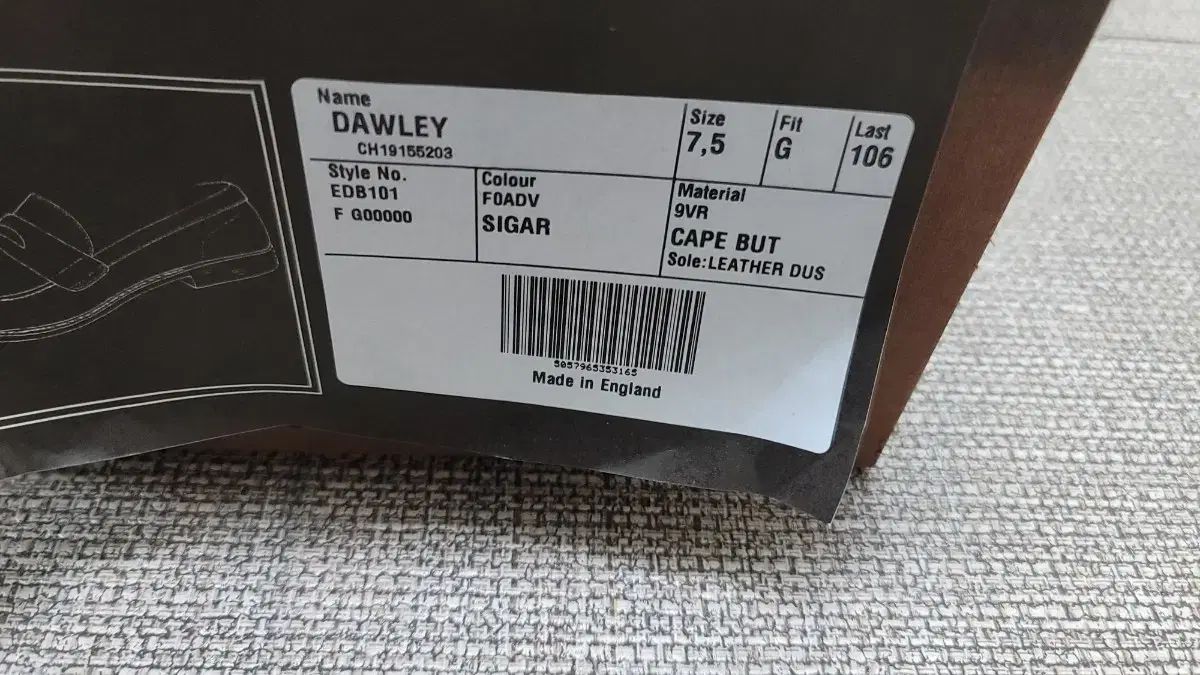 Name
DAWLEY
CH19155203
Size
7,5
Fit
G
Last
106
Style No.
EDB101
F G00000
Colour
F0ADV
SIGAR
Material
9VR
CAPE BUT
Sole:LEATHER DUS
5057965353165
Made in England